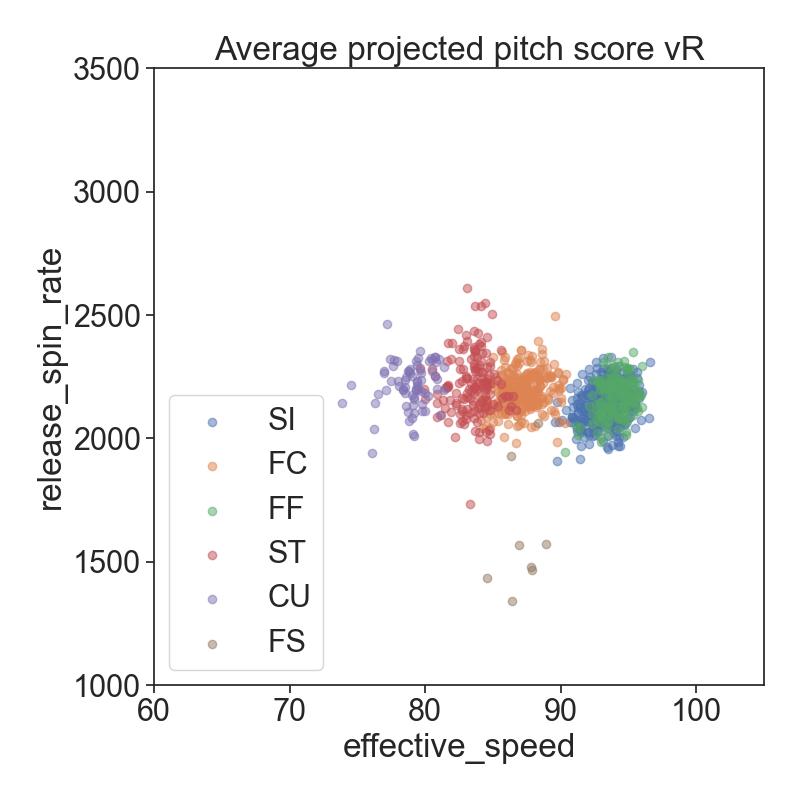 Average projected pitch score vR
3500
3000
2500
2000
1500
1000
release_spin_rate
SI
FC
FF
ST
CU
FS
60 70 80 90 100
effective_speed